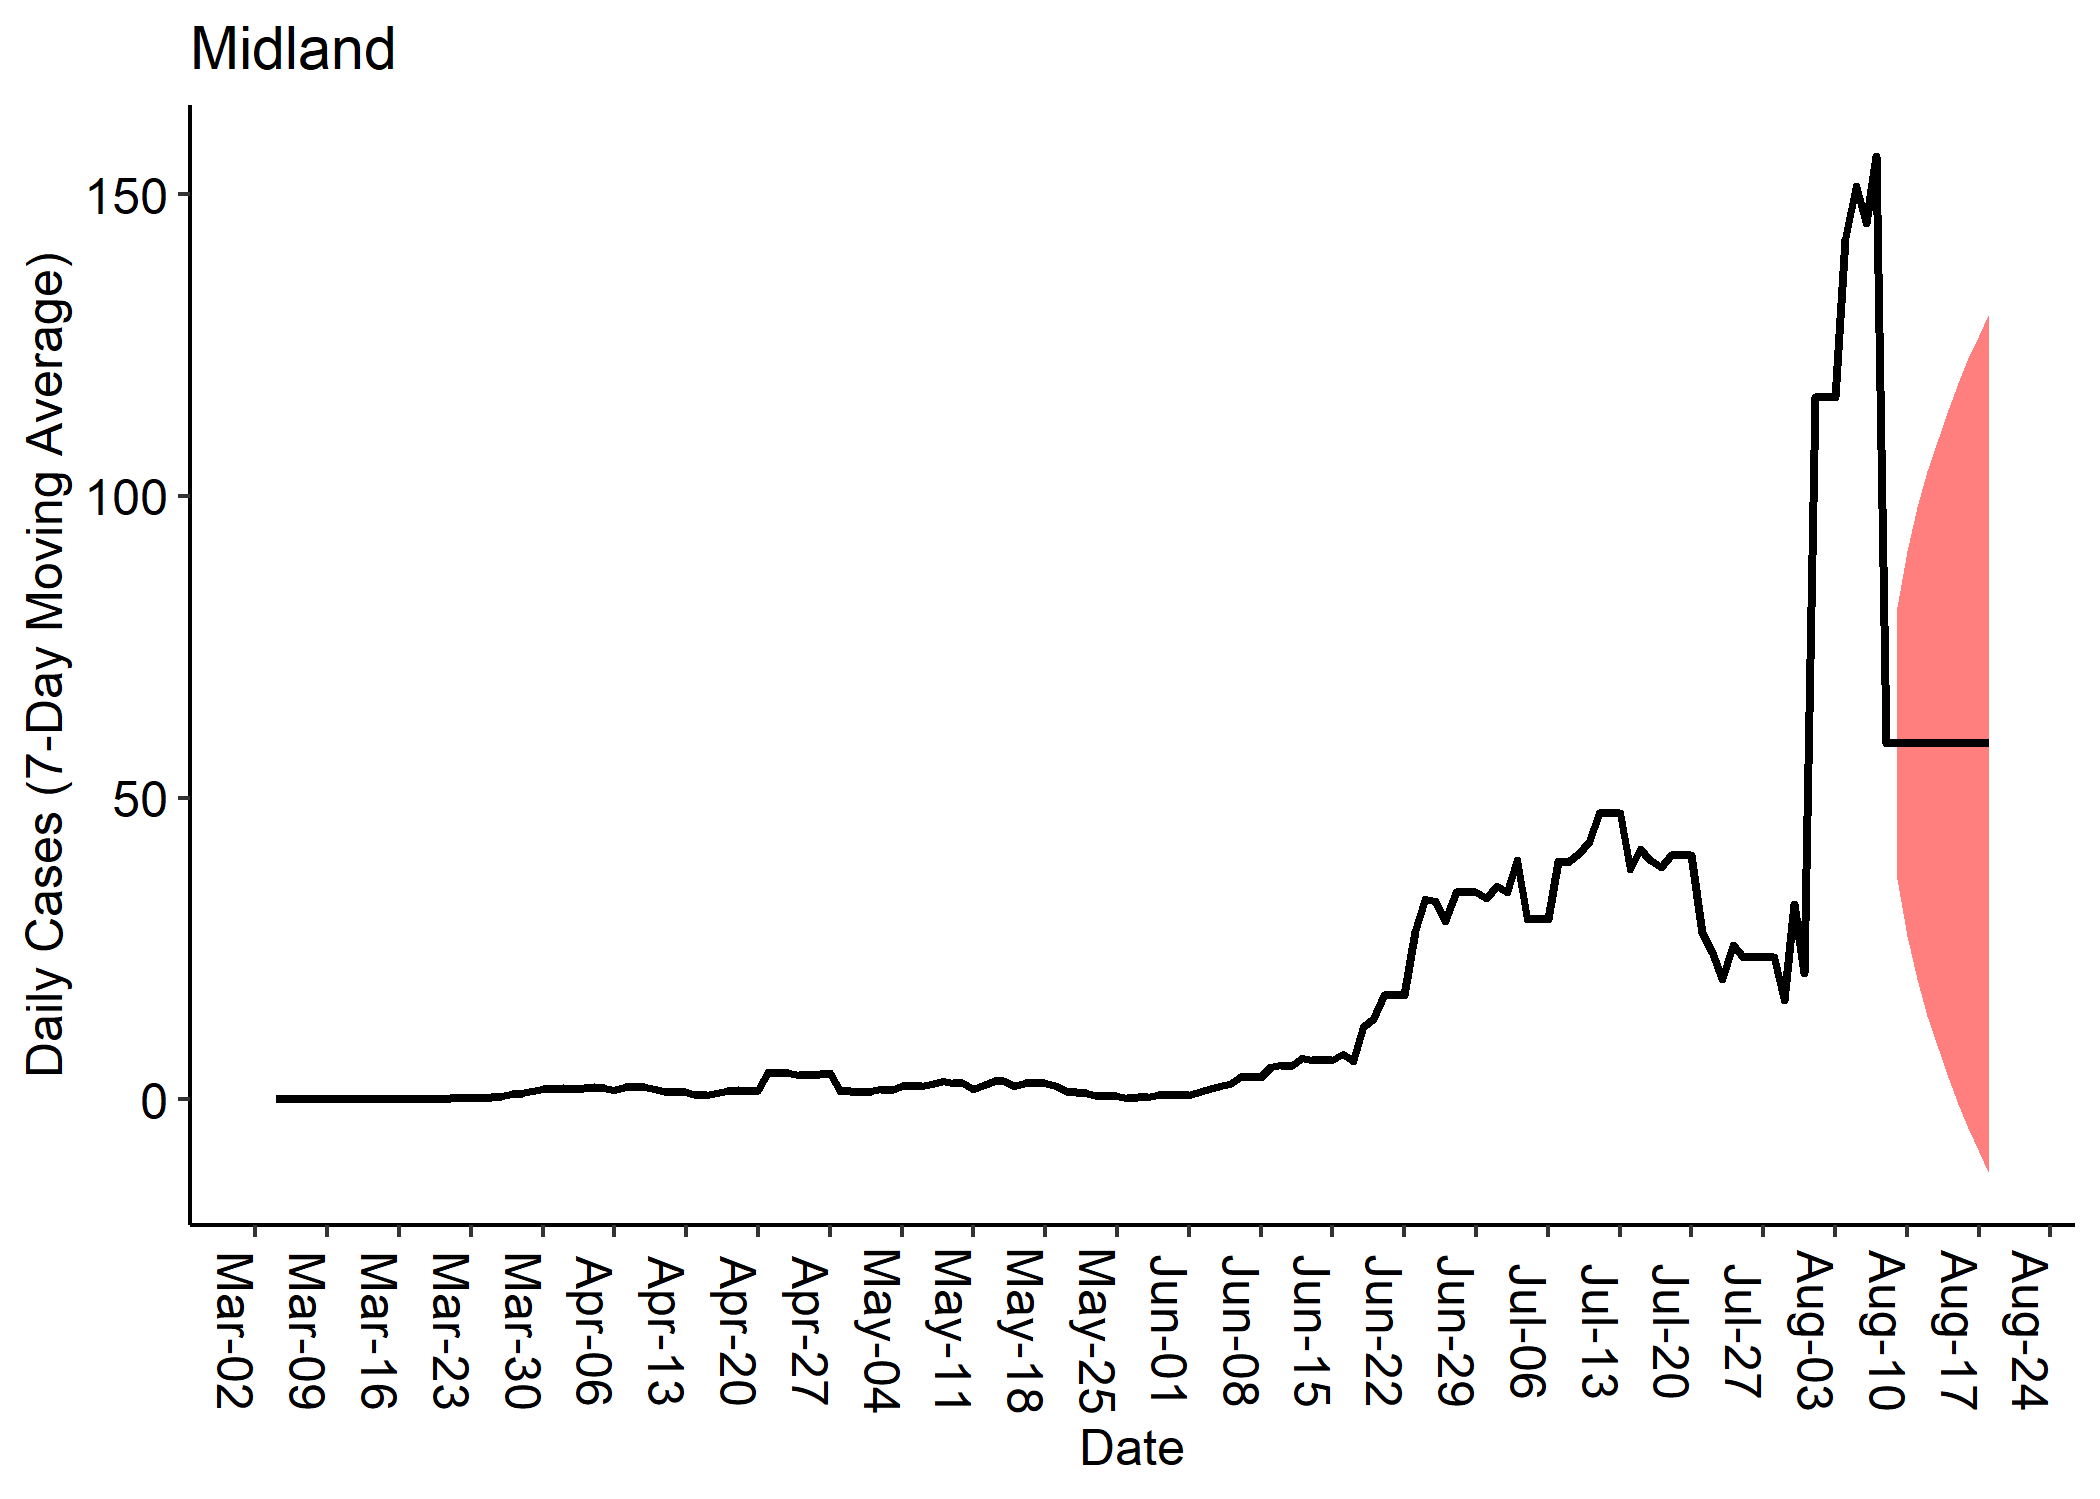 Midland
Daily Cases (7-Day Moving Average)
150
100
50
0
Mar-02
Mar-09
Mar-16
Mar-23
Mar-30
Apr-06
Apr-13
Apr-20
Apr-27
May-04
May-11
May-18
May-25
Jun-01
Jun-08
Jun-15
Jun-22
Jun-29
Jul-06
Jul-13
Jul-20
Jul-27
Aug-03
Aug-10
Aug-17
Aug-24
Date